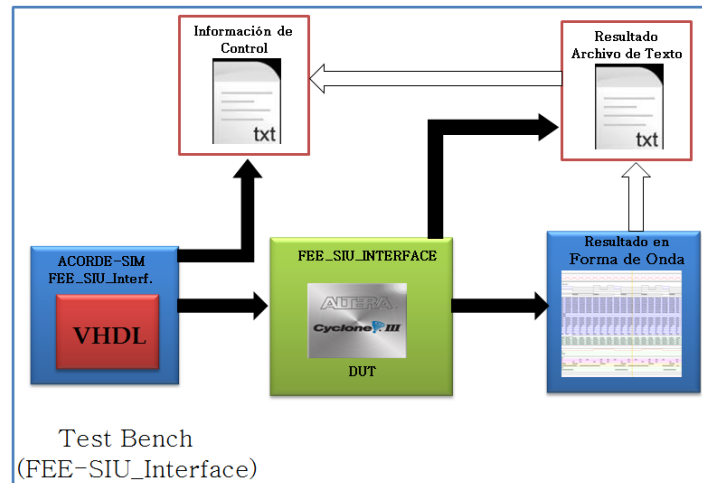 Información de
Control
txt
Resultado
Archivo de Texto
txt
ACORDE-SIM
FEE_SIU_Interf.
VHDL
FEE_SIU_INTERFACE
ALTERA
Cyclone III
DUT
Resultado en
Forma de Onda
Test Bench
(FEE-SIU_Interface)